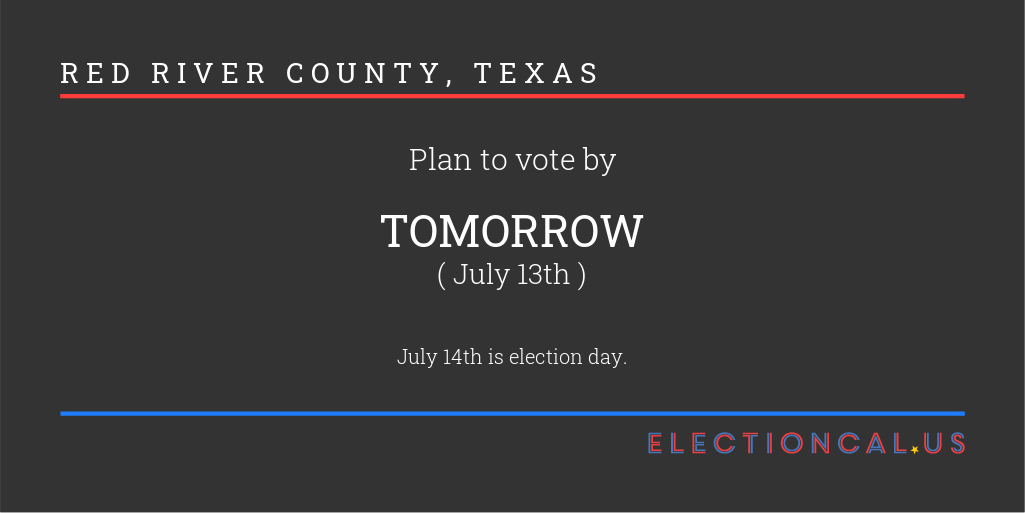 RED RIVER COUNTY, TEXAS
Plan to vote by
TOMORROW
( July 13th )
July 14th is election day.
ELECTIONCAL.US